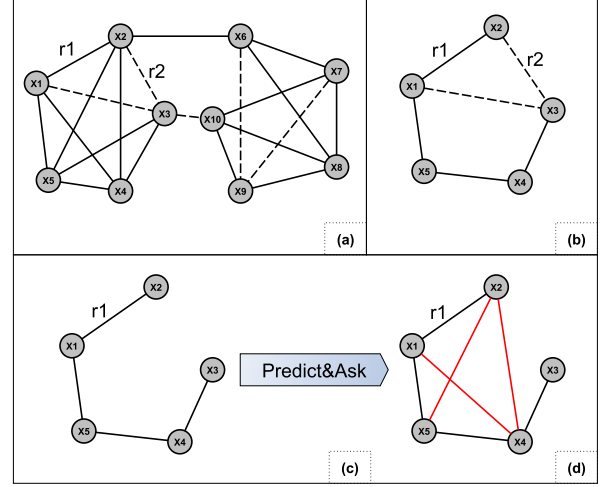 X2
X6
r1
r2
X7
X1
X3
X10
X8
X5
X4
X9
(a)
X2
r1
r2
X1
X3
X5
X4
(b)
X2
r1
X1
X3
X5
X4
(c)
Predict&Ask
X2
r1
X1
X3
X5
X4
(d)